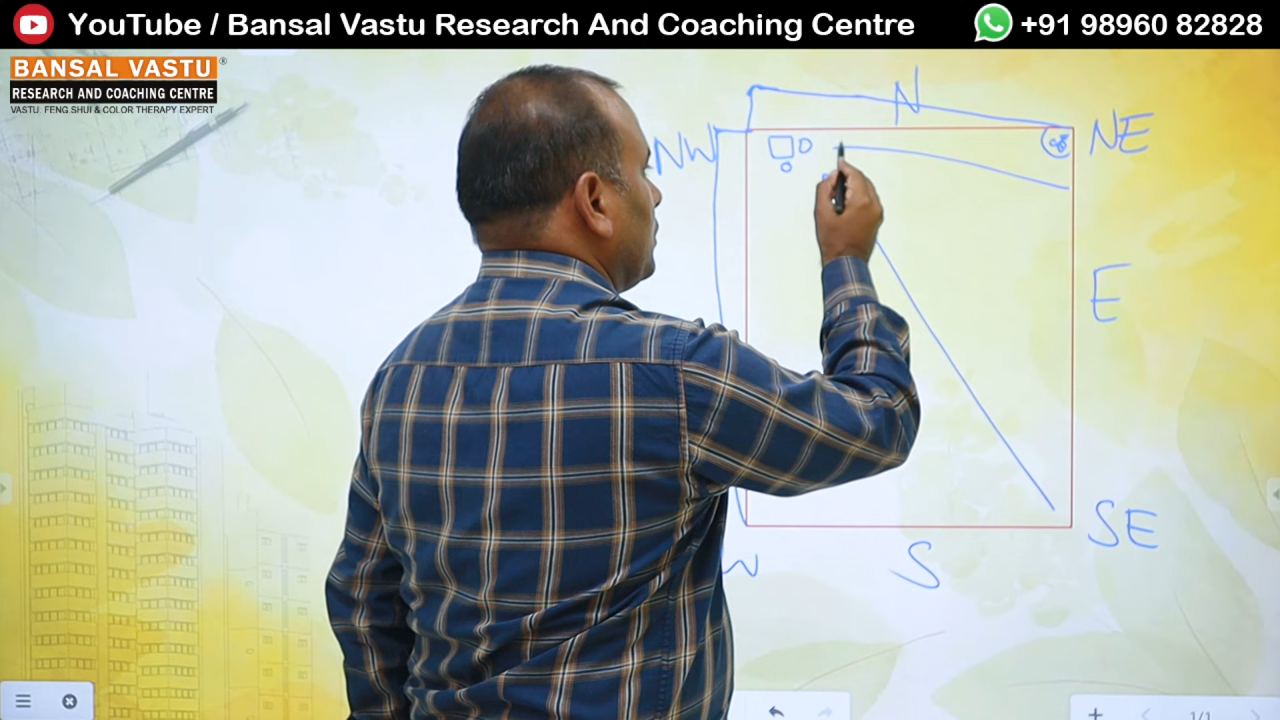 YouTube / Bansal Vastu Research And Coaching Centre
+91 98960 82828
BANSAL VASTU®
RESEARCH AND COACHING CENTRE
VASTU, FENG SHUI & COLOR THERAPY EXPERT
N
NW
NE
E
SE
S
W
1/1